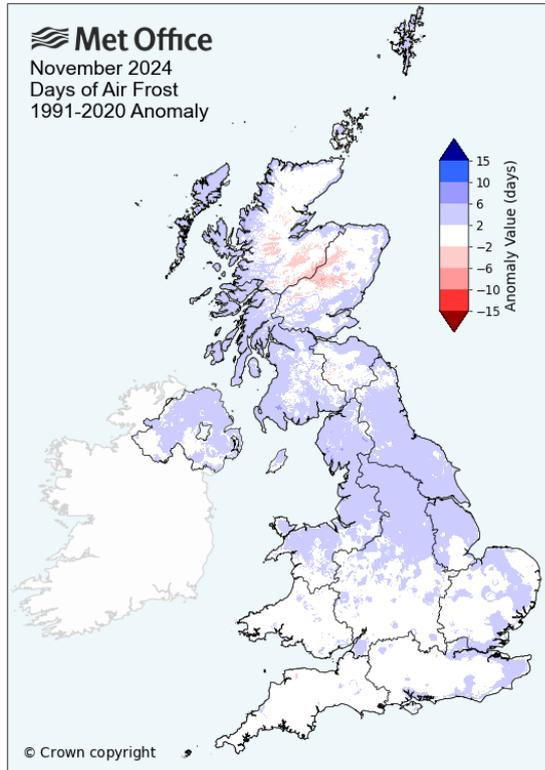 Met Office
November 2024
Days of Air Frost
1991-2020 Anomaly
15
10
6
2
−2
−6
−10
−15
Anomaly Value (days)
© Crown copyright